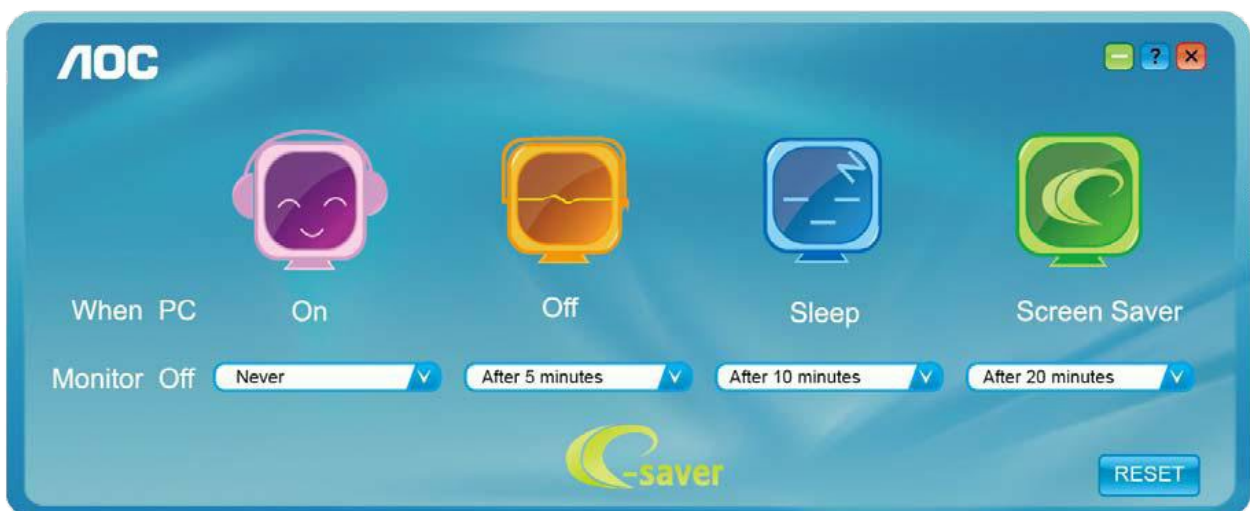 AOC
?
When PC On Off Sleep Screen Saver
Monitor Off Never After 5 minutes After 10 minutes After 20 minutes
e-saver
RESET